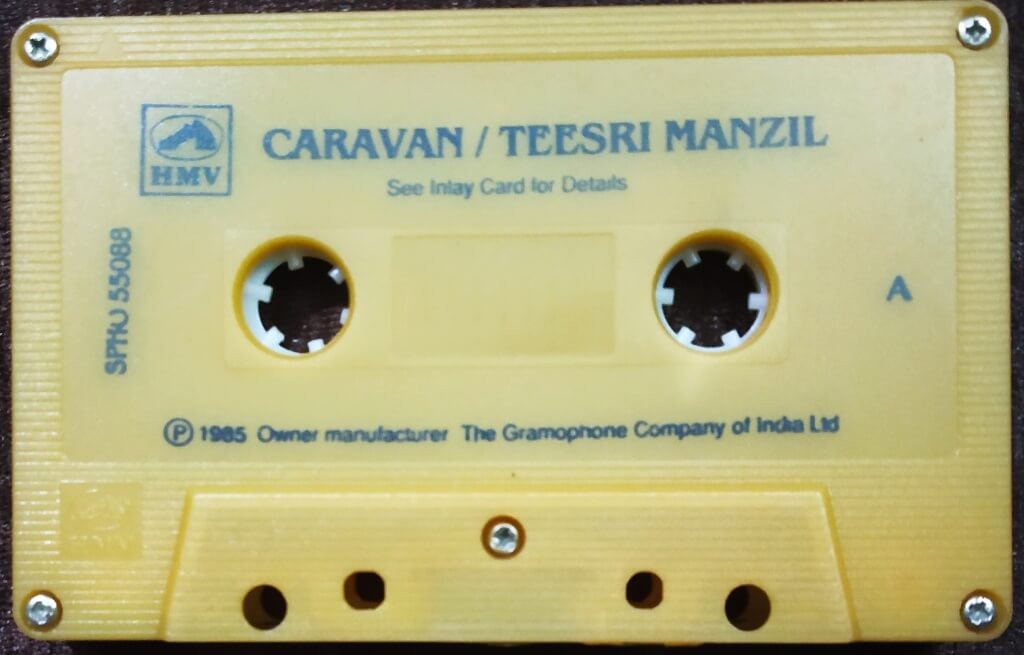 HMV
CARAVAN / TEESRI MANZIL
See Inlay Card for Details
SPHO 55088
A
Ⓟ 1985 Owner manufacturer The Gramophone Company of India Ltd